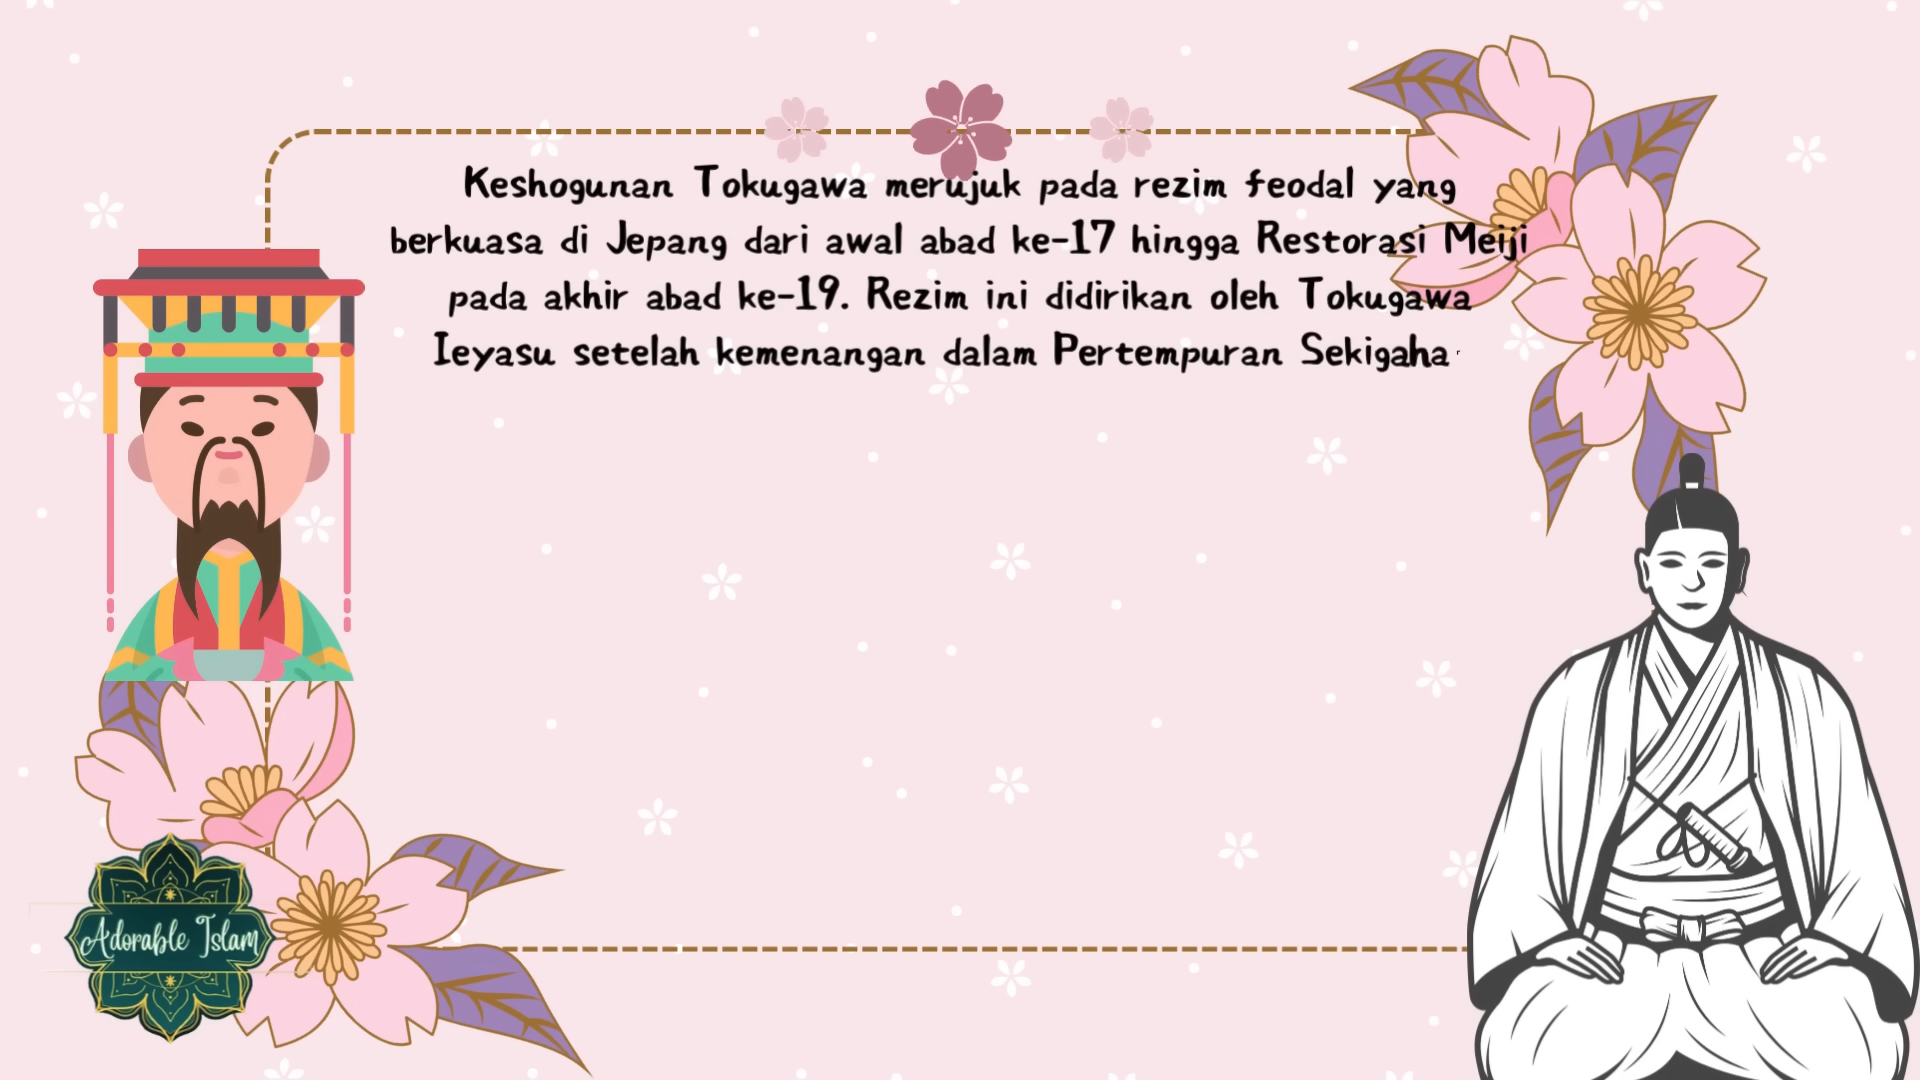 Keshogunan Tokugawa merujuk pada rezim feodal yang
berkuasa di Jepang dari awal abad ke-17 hingga Restorasi Meiji
pada akhir abad ke-19. Rezim ini didirikan oleh Tokugawa
Ieyasu setelah kemenangan dalam Pertempuran Sekigahar
Adorable Islam